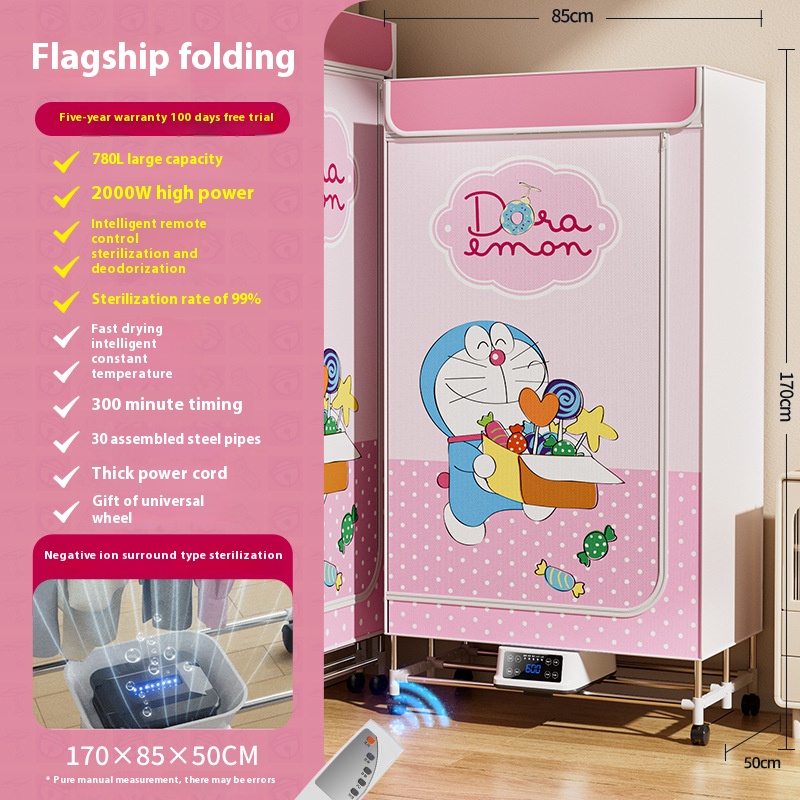 Flagship folding
Five-year warranty 100 days free trial
780L large capacity
2000W high power
Intelligent remote
control
sterilization and
deodorization
Sterilization rate of 99%
Fast drying
intelligent
constant
temperature
300 minute timing
30 assembled steel pipes
Thick power cord
Gift of universal
wheel
Negative ion surround type sterilization
170×85×50CM
* Pure manual measurement, there may be errors
85cm
Dora
emon
170cm
600
50cm